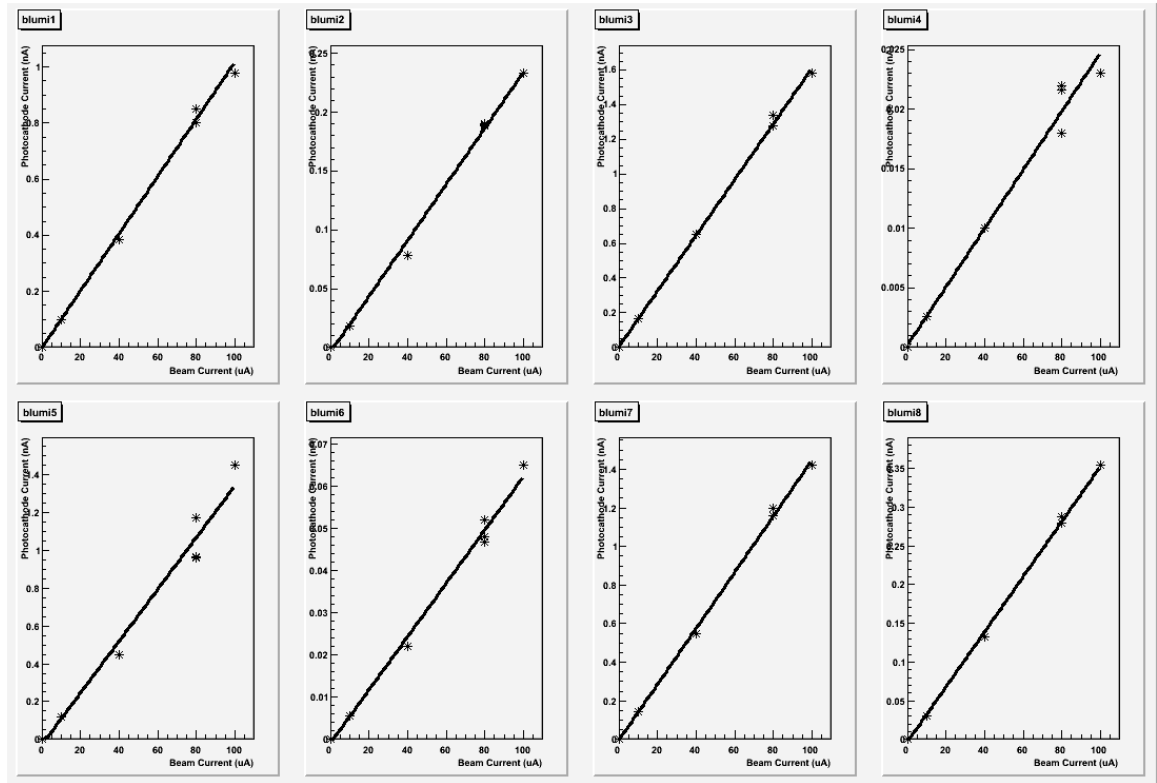 blumi1
Photocathode Current (nA)
1
0.8
0.6
0.4
0.2
0
0 20 40 60 80 100
Beam Current (uA)
blumi2
Photocathode Current (nA)
0.25
0.2
0.15
0.1
0.05
0
0 20 40 60 80 100
Beam Current (uA)
blumi3
Photocathode Current (nA)
1.6
1.4
1.2
1
0.8
0.6
0.4
0.2
0
0 20 40 60 80 100
Beam Current (uA)
blumi4
Photocathode Current (nA)
0.025
0.02
0.015
0.01
0.005
0
0 20 40 60 80 100
Beam Current (uA)
blumi5
Photocathode Current (nA)
1.4
1.2
1
0.8
0.6
0.4
0.2
0
0 20 40 60 80 100
Beam Current (uA)
blumi6
Photocathode Current (nA)
0.07
0.06
0.05
0.04
0.03
0.02
0.01
0
0 20 40 60 80 100
Beam Current (uA)
blumi7
Photocathode Current (nA)
1.4
1.2
1
0.8
0.6
0.4
0.2
0
0 20 40 60 80 100
Beam Current (uA)
blumi8
Photocathode Current (nA)
0.35
0.3
0.25
0.2
0.15
0.1
0.05
0
0 20 40 60 80 100
Beam Current (uA)